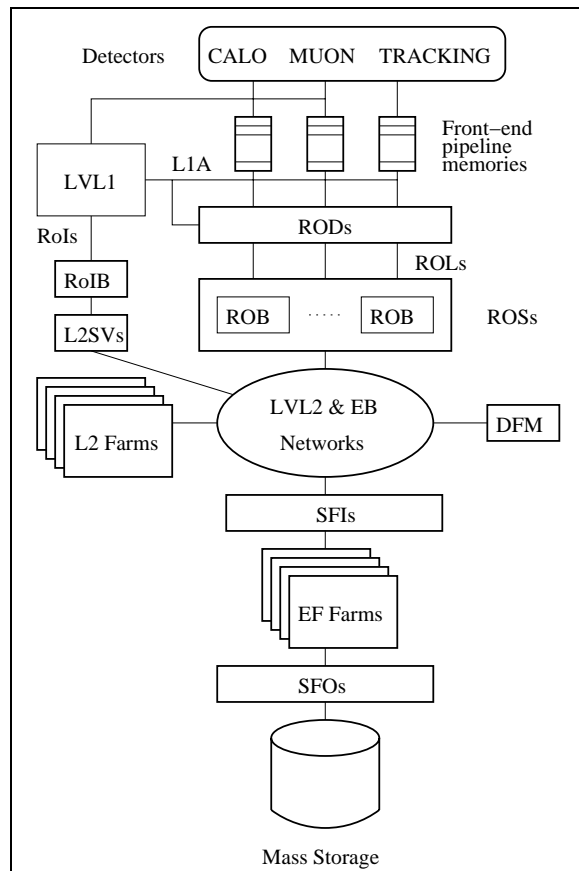 Detectors
CALO MUON TRACKING
Front−end
pipeline
memories
L1A
LVL1
RODs
RoIs
ROLs
RoIB
ROB ..... ROB
ROSs
L2SVs
LVL2 & EB
Networks
L2 Farms
DFM
SFIs
EF Farms
SFOs
Mass Storage